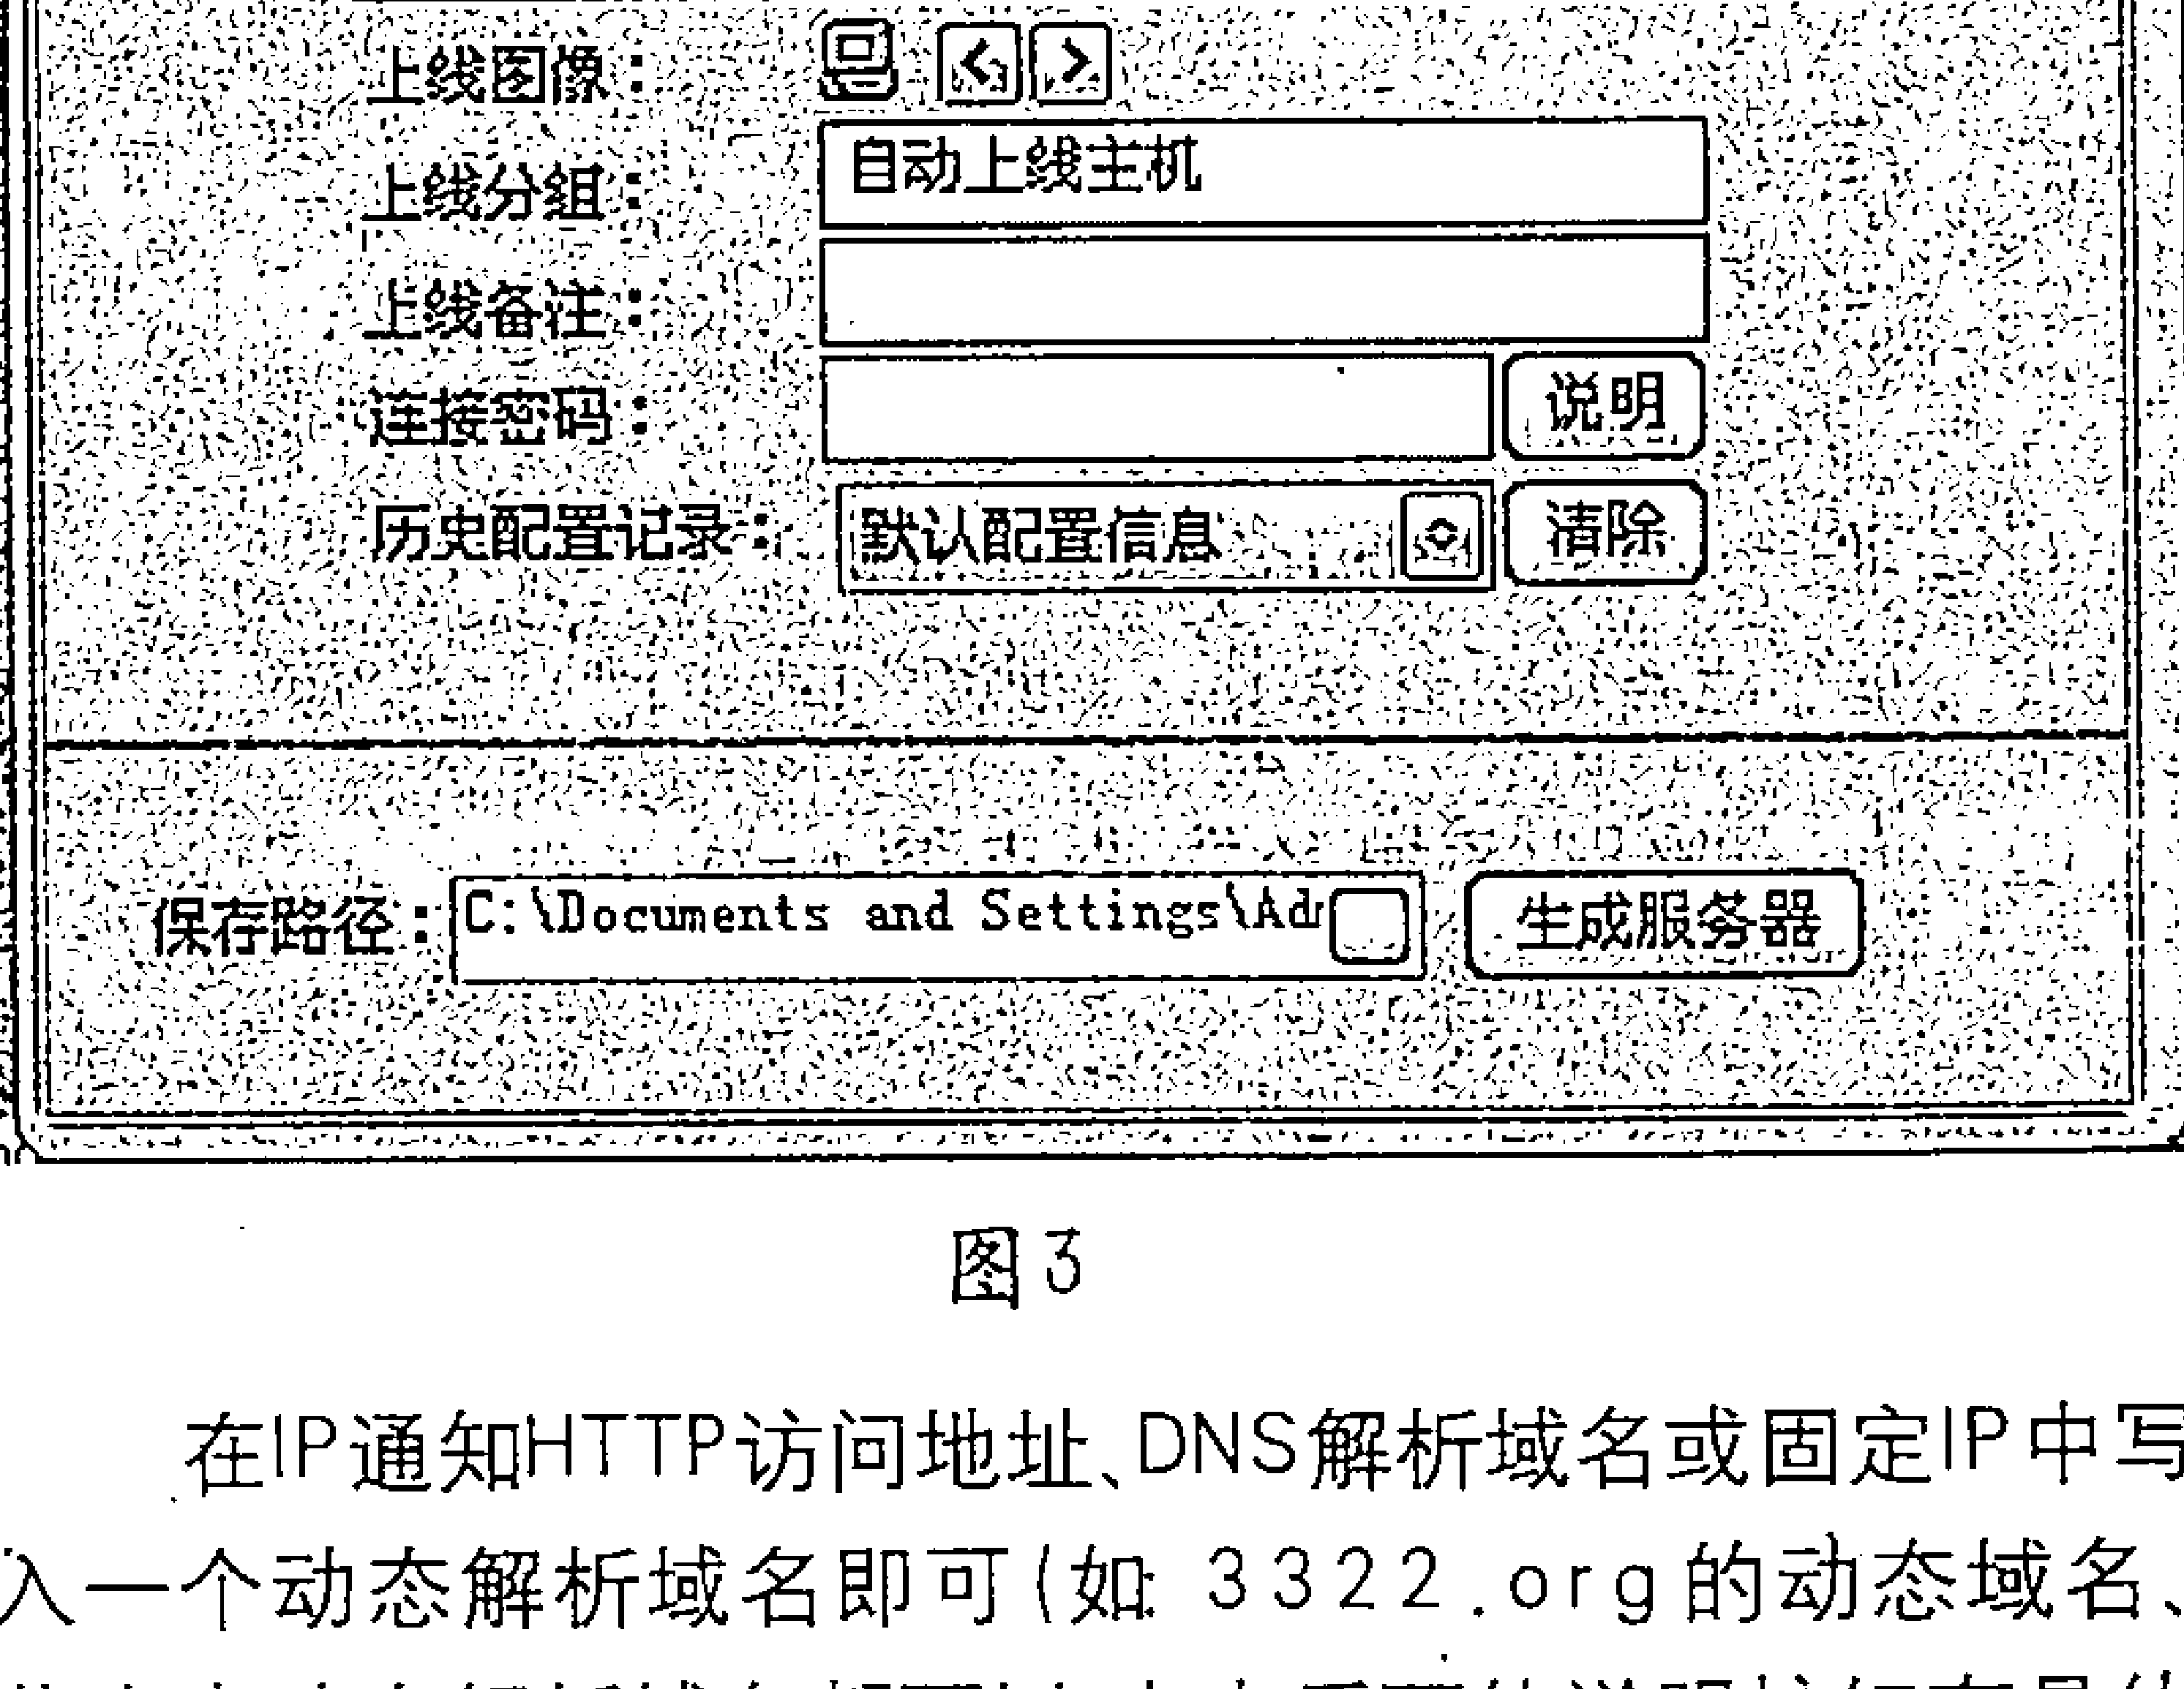 上线图像：
上线分组： 自动上线主机
上线备注：
连接密码： 说明
历史配置记录： 默认配置信息 清除
保存路径： C:\Documents and Settings\Ad 生成服务器
图3
在IP通知HTTP访问地址、DNS解析域名或固定IP中写
入一个动态解析域名即可(如 3322.org的动态域名、